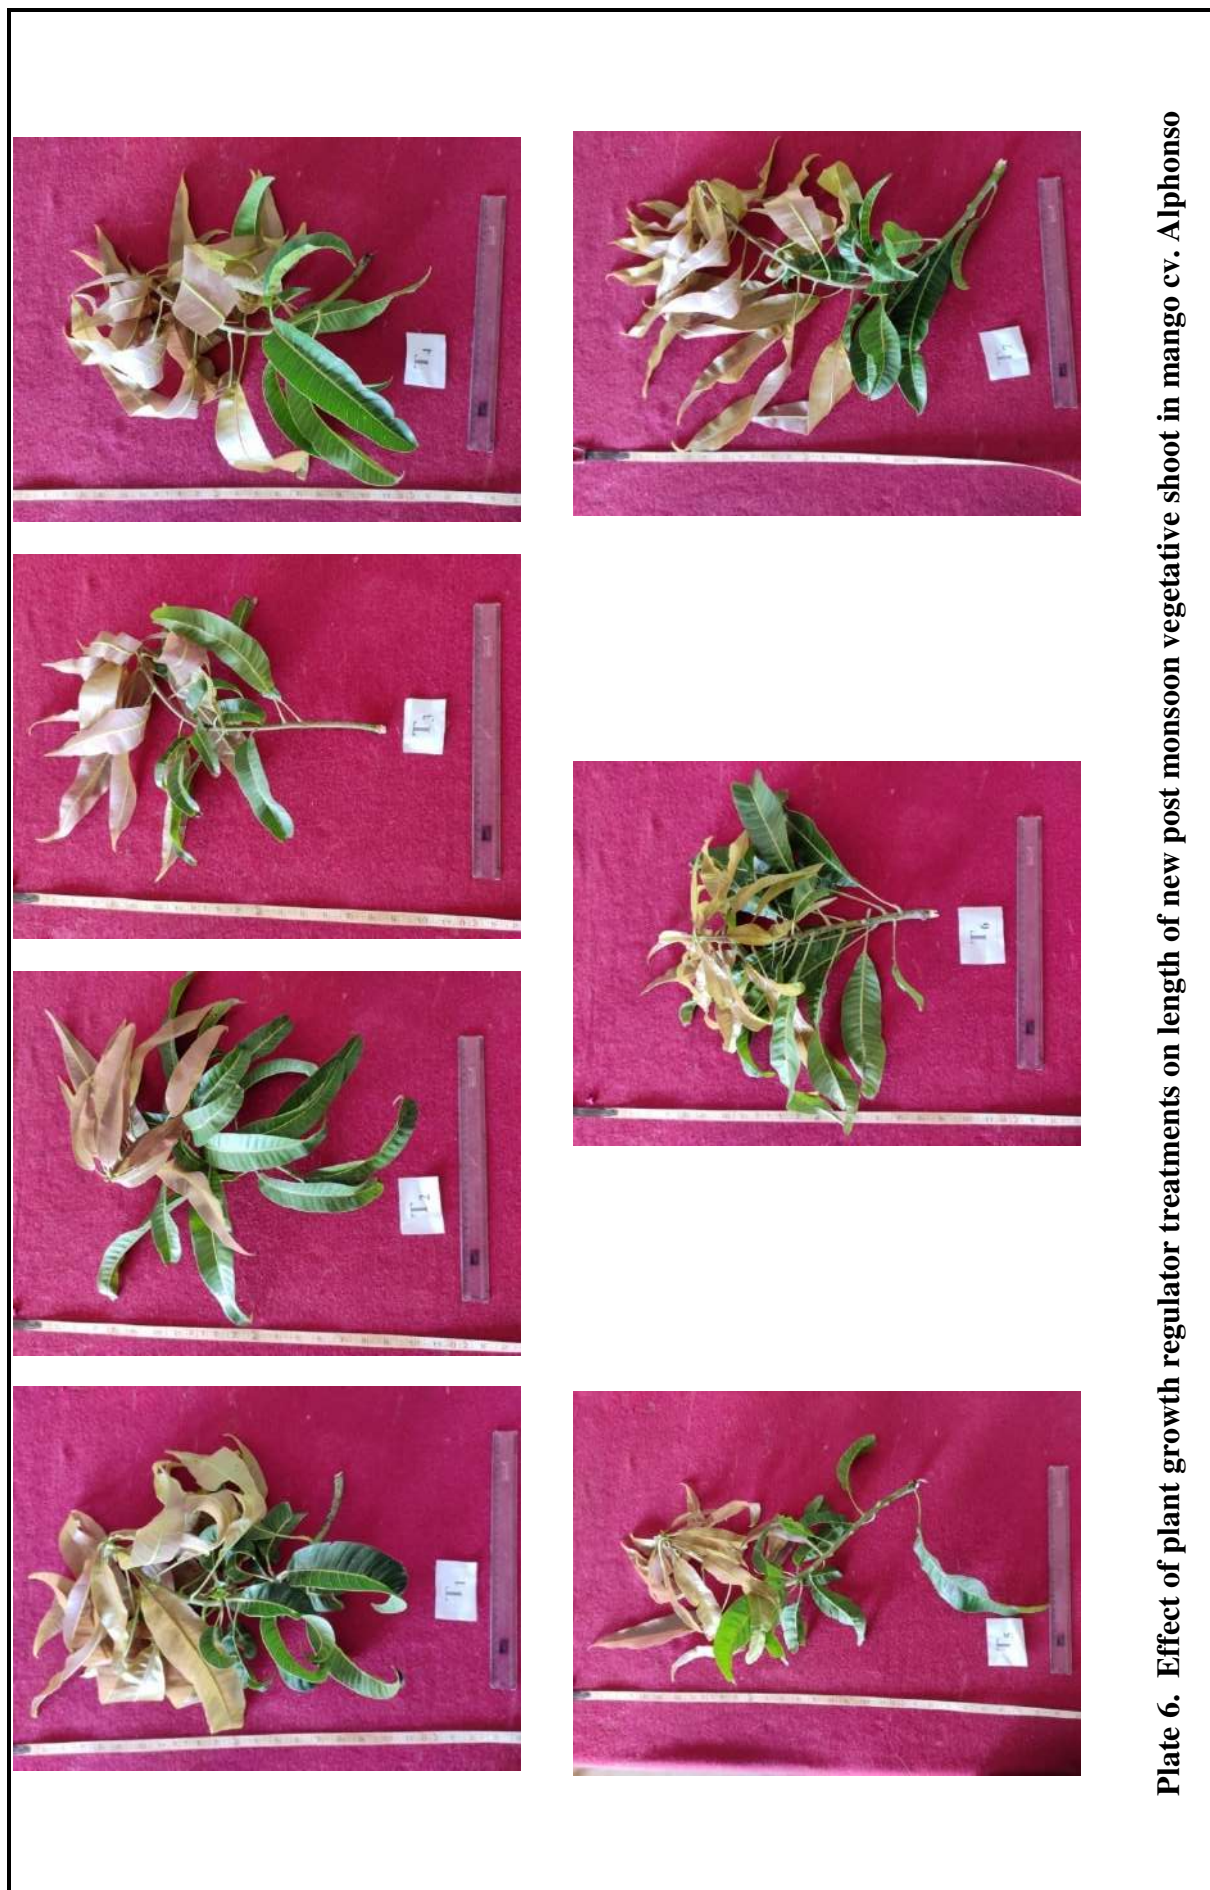 T1
T2
T3
T4
T5
T6
T7
Plate 6. Effect of plant growth regulator treatments on length of new post monsoon vegetative shoot in mango cv. Alphonso